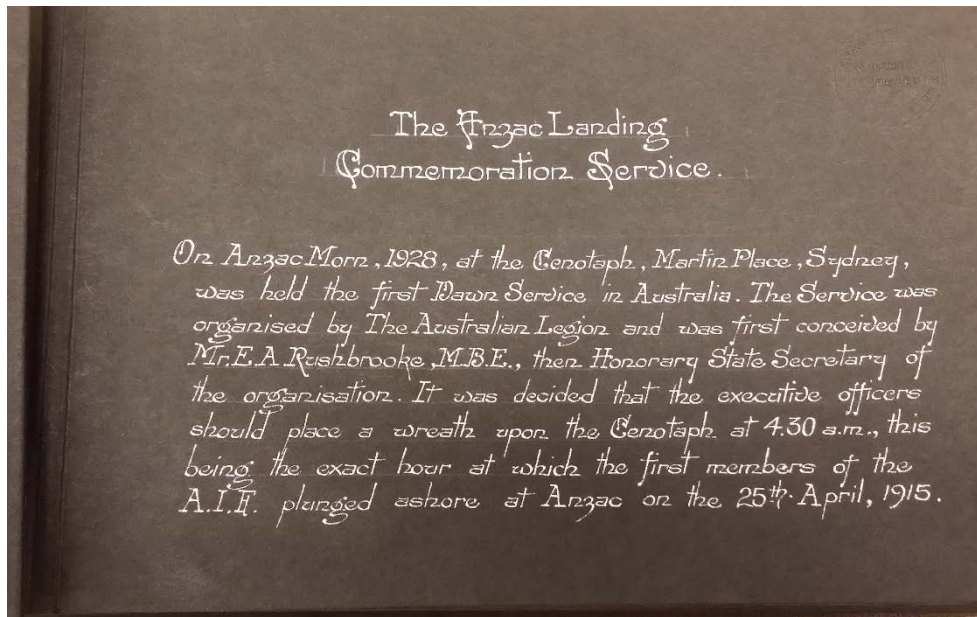 The Anzac Landing
Commemoration Service.
On Anzac Morn, 1928, at the Cenotaph, Martin Place, Sydney,
was held the first Dawn Service in Australia. The Service was
organised by The Australian Legion and was first conceived by
Mr. E. A. Rushbrooke, M.B.E., then Honorary State Secretary of
the organisation. It was decided that the executive officers
should place a wreath upon the Cenotaph at 4.30 a.m., this
being the exact hour at which the first members of the
A.I.F. plunged ashore at Anzac on the 25th. April, 1915.